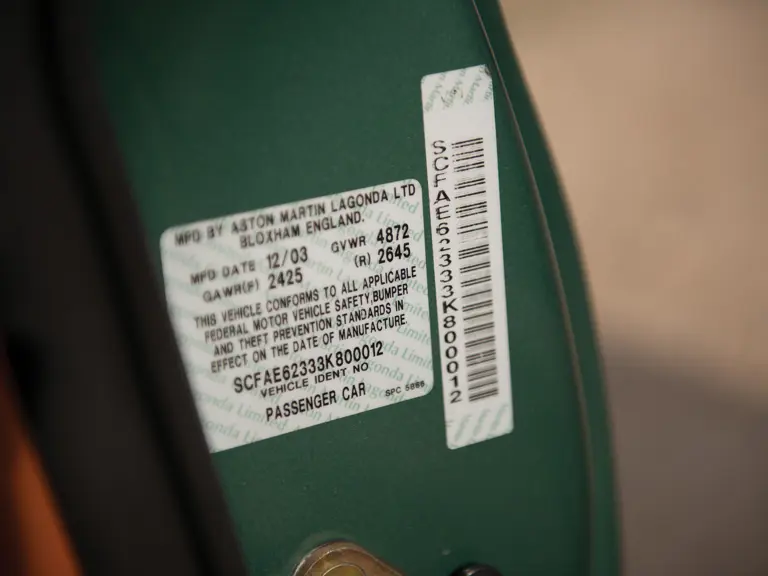 MFD BY ASTON MARTIN LAGONDA LTD
BLOXHAM ENGLAND.
MFD DATE 12/03 GVWR 4872
GAWR(F) 2425 (R) 2645
THIS VEHICLE CONFORMS TO ALL APPLICABLE
FEDERAL MOTOR VEHICLE SAFETY, BUMPER
AND THEFT PREVENTION STANDARDS IN
EFFECT ON THE DATE OF MANUFACTURE.
SCFAE62333K800012
VEHICLE IDENT NO
PASSENGER CAR
SCFAE62333K800012